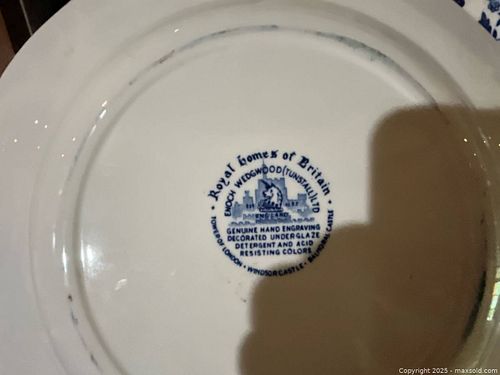 Royal homes of Britain
ENOCH WEDGWOOD (TUNSTALL) LTD
ENGLAND
GENUINE HAND ENGRAVING
DECORATED UNDERGLAZE
DETERGENT AND ACID
RESISTING COLORS
TOWER OF LONDON • WINDSOR CASTLE • BALMORAL CASTLE
Copyright 2025 - maxsold.com